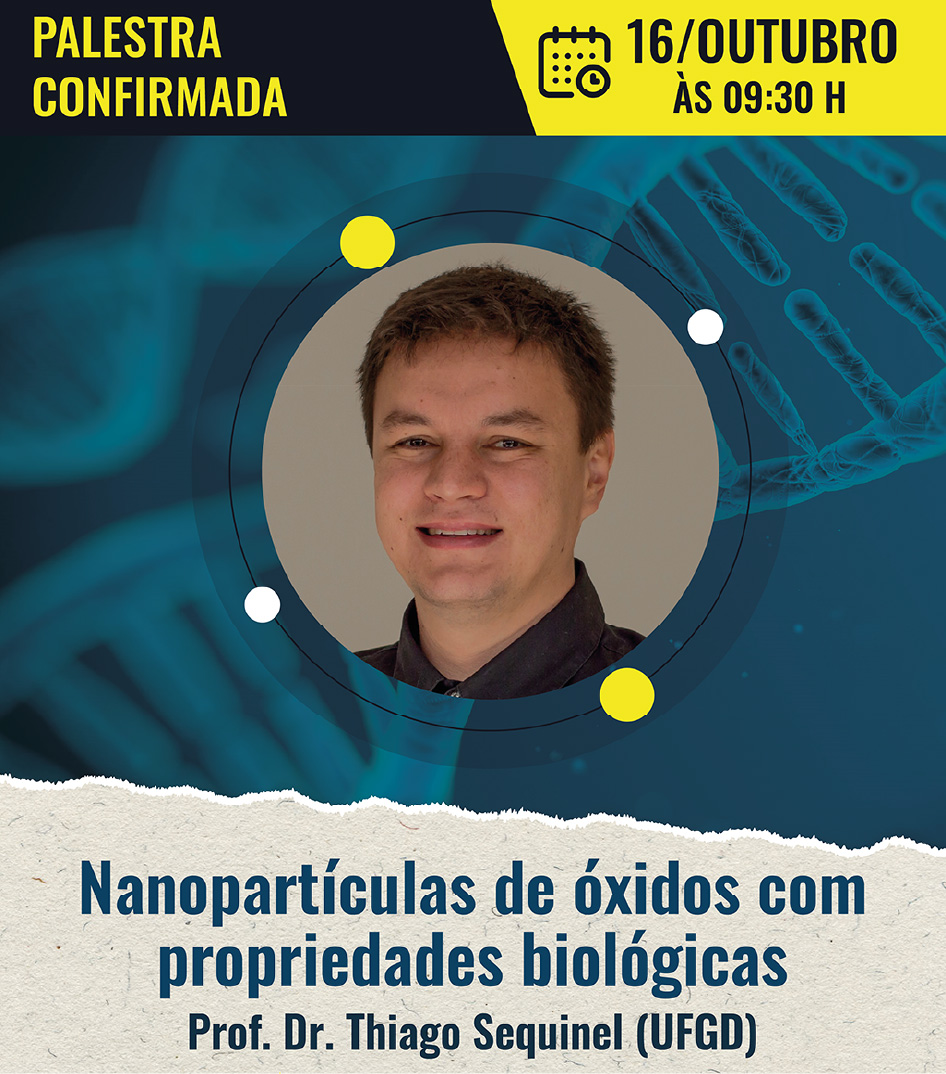 PALESTRA
CONFIRMADA
16/OUTUBRO
ÀS 09:30 H
Nanopartículas de óxidos com
propriedades biológicas
Prof. Dr. Thiago Sequinel (UFGD)